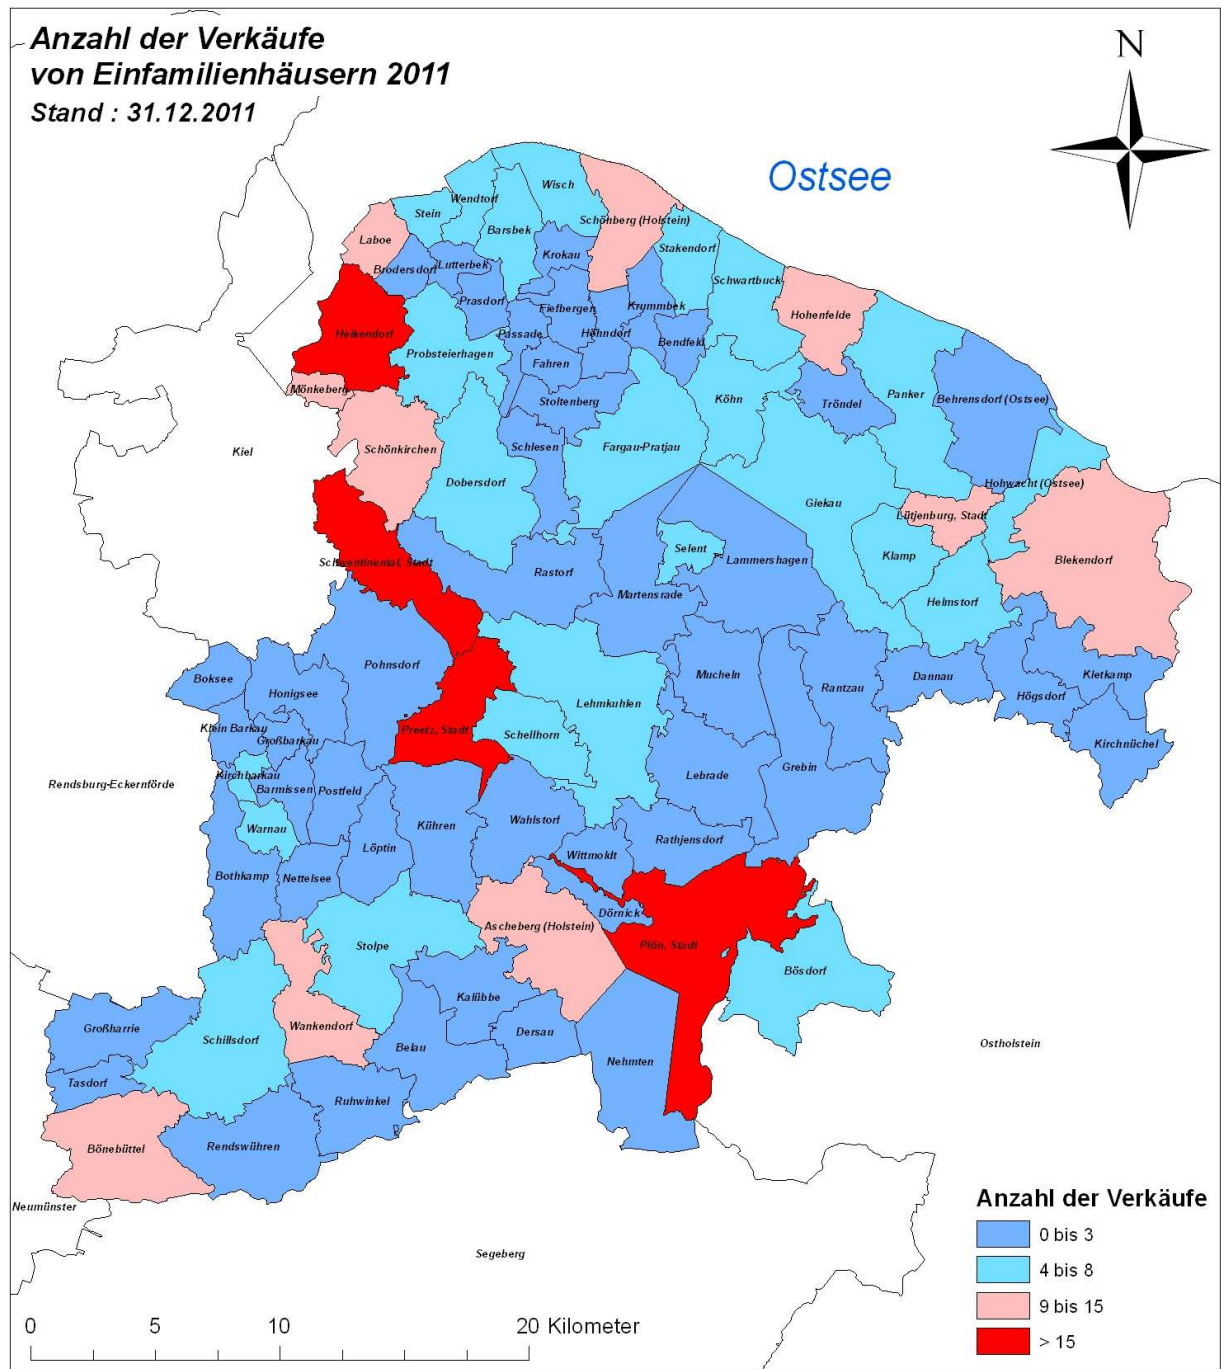 Anzahl der Verkäufe
von Einfamilienhäusern 2011
Stand : 31.12.2011
N
Ostsee
Wisch
Wendtorf
Stein
Schönberg (Holstein)
Barsbek
Laboe
Stakendorf
Krokau
Brodersdorf
Lutterbek
Schwartbuck
Prasdorf
Fiefbergen
Krummbek
Hohenfelde
Heikendorf
Passade
Höhndorf
Bendfeld
Probsteierhagen
Fahren
Mönkeberg
Stoltenberg
Köhn
Tröndel
Panker
Behrensdorf (Ostsee)
Schönkirchen
Schlesen
Fargau-Pratjau
Kiel
Dobersdorf
Hohwacht (Ostsee)
Giekau
Lütjenburg, Stadt
Selent
Klamp
Blekendorf
Schwentinental, Stadt
Lammershagen
Rastorf
Martensrade
Helmstorf
Pohnsdorf
Boksee
Mucheln
Dannau
Kletkamp
Honigsee
Rantzau
Högsdorf
Lehmkuhlen
Klein Barkau
Preetz, Stadt
Schellhorn
Großbarkau
Kirchnüchel
Grebin
Kirchbarkau
Lebrade
Rendsburg-Eckernförde
Barmissen
Postfeld
Wahlstorf
Kühren
Warnau
Rathjensdorf
Löptin
Wittmoldt
Bothkamp
Nettelsee
Dörnick
Ascheberg (Holstein)
Stolpe
Plön, Stadt
Bösdorf
Kalübbe
Großharrie
Wankendorf
Dersau
Schillsdorf
Belau
Ostholstein
Nehmten
Tasdorf
Ruhwinkel
Bönebüttel
Rendswühren
Neumünster
Segeberg
Anzahl der Verkäufe
0 bis 3
4 bis 8
9 bis 15
> 15
0 5 10 20 Kilometer